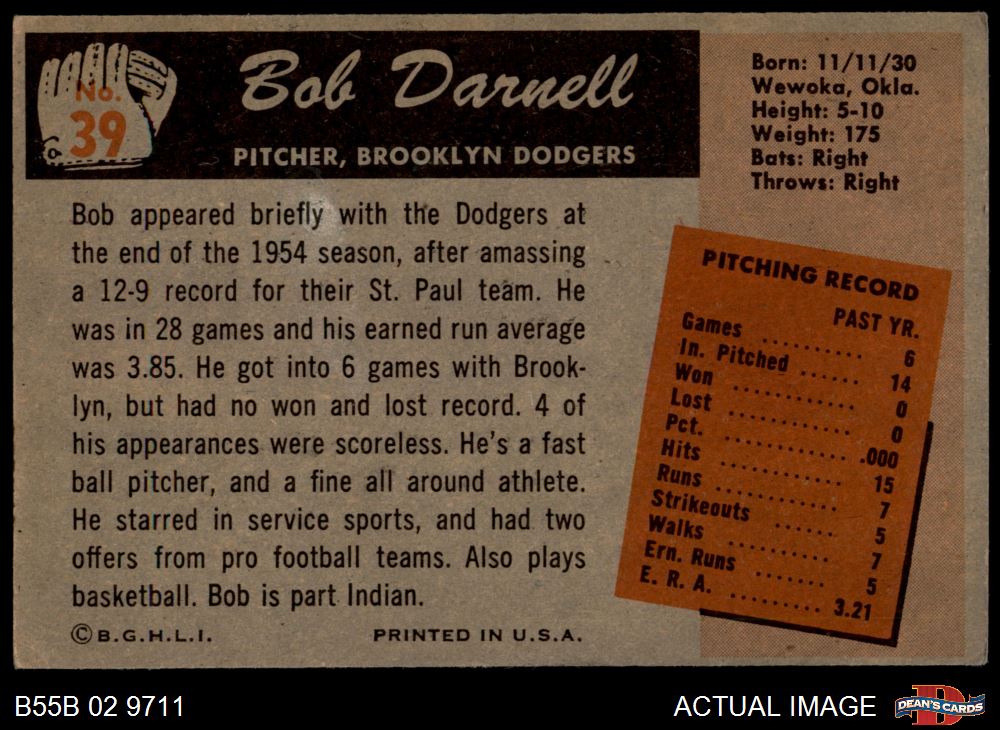 No.
39
Bob Darnell
PITCHER, BROOKLYN DODGERS
Born: 11/11/30
Wewoka, Okla.
Height: 5-10
Weight: 175
Bats: Right
Throws: Right
Bob appeared briefly with the Dodgers at
the end of the 1954 season, after amassing
a 12-9 record for their St. Paul team. He
was in 28 games and his earned run average
was 3.85. He got into 6 games with Brook-
lyn, but had no won and lost record. 4 of
his appearances were scoreless. He's a fast
ball pitcher, and a fine all around athlete.
He starred in service sports, and had two
offers from pro football teams. Also plays
basketball. Bob is part Indian.
©B.G.H.L.I. PRINTED IN U.S.A.
PITCHING RECORD
PAST YR.
Games .......... 6
In. Pitched ...... 14
Won ............ 0
Lost ............ 0
Pct. ............ .000
Hits ............ 15
Runs ............ 7
Strikeouts ...... 5
Walks .......... 7
Ern. Runs ....... 5
E. R. A. ......... 3.21
B55B 02 9711
ACTUAL IMAGE
D
DEAN'S CARDS